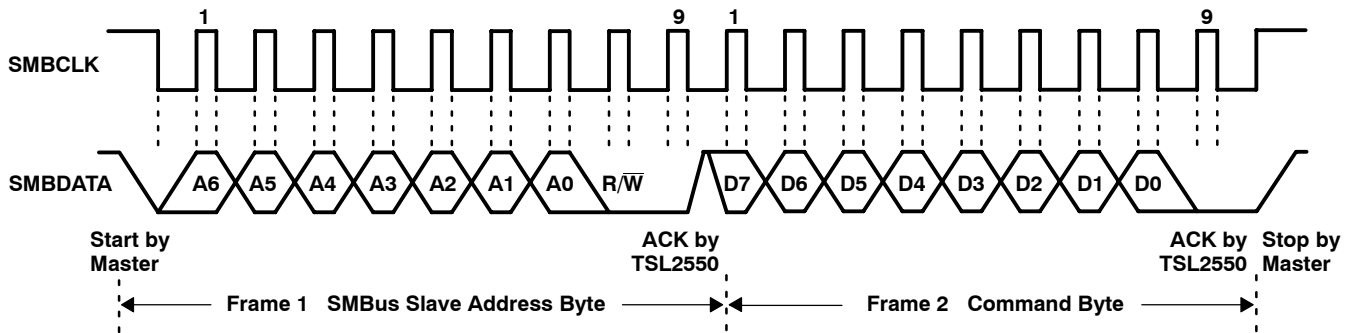 1 9 1 9
SMBCLK
SMBDATA A6 A5 A4 A3 A2 A1 A0 R/W̅ D7 D6 D5 D4 D3 D2 D1 D0
Start by Master
ACK by TSL2550
ACK by TSL2550
Stop by Master
Frame 1 SMBus Slave Address Byte
Frame 2 Command Byte